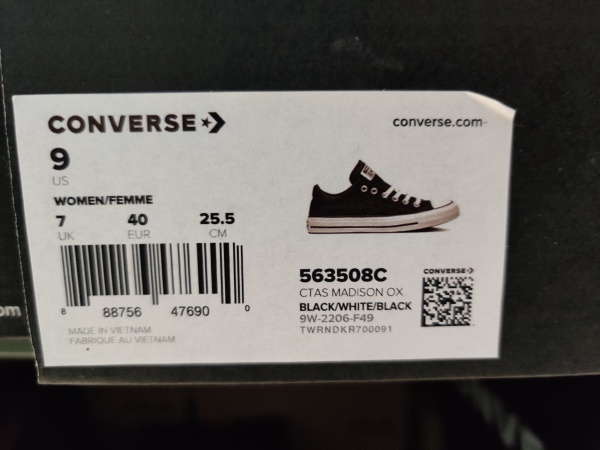 CONVERSE
converse.com
9
US
WOMEN/FEMME
7 40 25.5
UK EUR CM
8 88756 47690 0
MADE IN VIETNAM
FABRIQUE AU VIETNAM
563508C
CTAS MADISON OX
BLACK/WHITE/BLACK
9W-2206-F49
TWRNDKR700091
CONVERSE
om